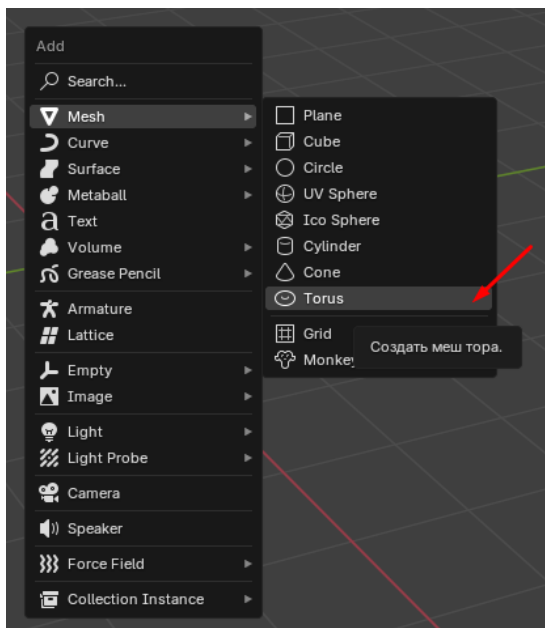 Add
Search...
Mesh
Curve
Surface
Metaball
Text
Volume
Grease Pencil
Armature
Lattice
Empty
Image
Light
Light Probe
Camera
Speaker
Force Field
Collection Instance
Plane
Cube
Circle
UV Sphere
Ico Sphere
Cylinder
Cone
Torus
Grid
Monkey
Создать меш тора.